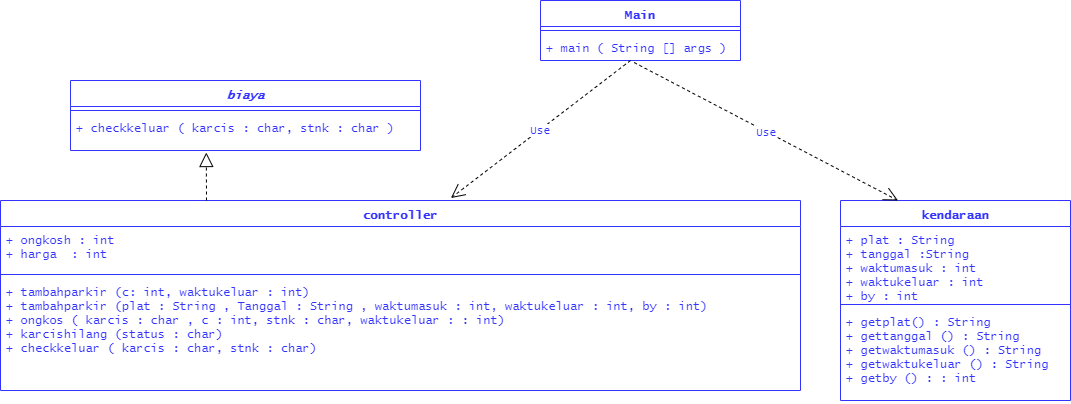 Main
+ main ( String [] args )
biaya
+ checkkeluar ( karcis : char, stnk : char )
Use
Use
controller
+ ongkosh : int
+ harga  : int
+ tambahparkir (c: int, waktukeluar : int)
+ tambahparkir (plat : String , Tanggal : String , waktumasuk : int, waktukeluar : int, by : int)
+ ongkos ( karcis : char , c : int, stnk : char, waktukeluar : : int)
+ karcishilang (status : char)
+ checkkeluar ( karcis : char, stnk : char)
kendaraan
+ plat : String
+ tanggal :String
+ waktumasuk : int
+ waktukeluar : int
+ by : int
+ getplat() : String
+ gettanggal () : String
+ getwaktumasuk () : String
+ getwaktukeluar () : String
+ getby () : : int